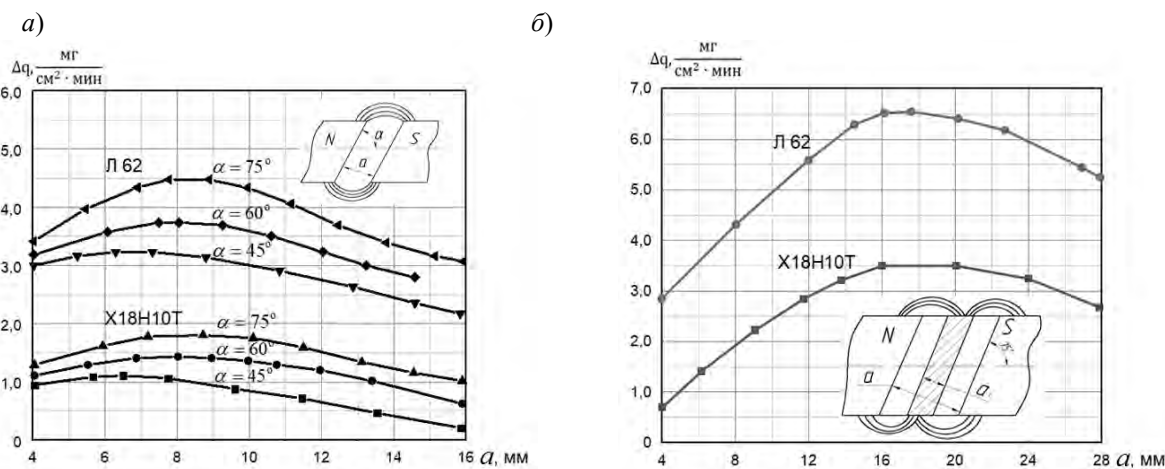 а) б)
Δq, мг
см² · мин
6,0
5,0
4,0
3,0
2,0
1,0
0
4 6 8 10 12 14 16 a, мм
Л 62
α = 75°
α = 60°
α = 45°
Х18Н10Т
α = 75°
α = 60°
α = 45°
N α S
a
Δq, мг
см² · мин
7,0
6,0
5,0
4,0
3,0
2,0
1,0
0
4 8 12 16 20 24 28 a, мм
Л 62
Х18Н10Т
N S
a a